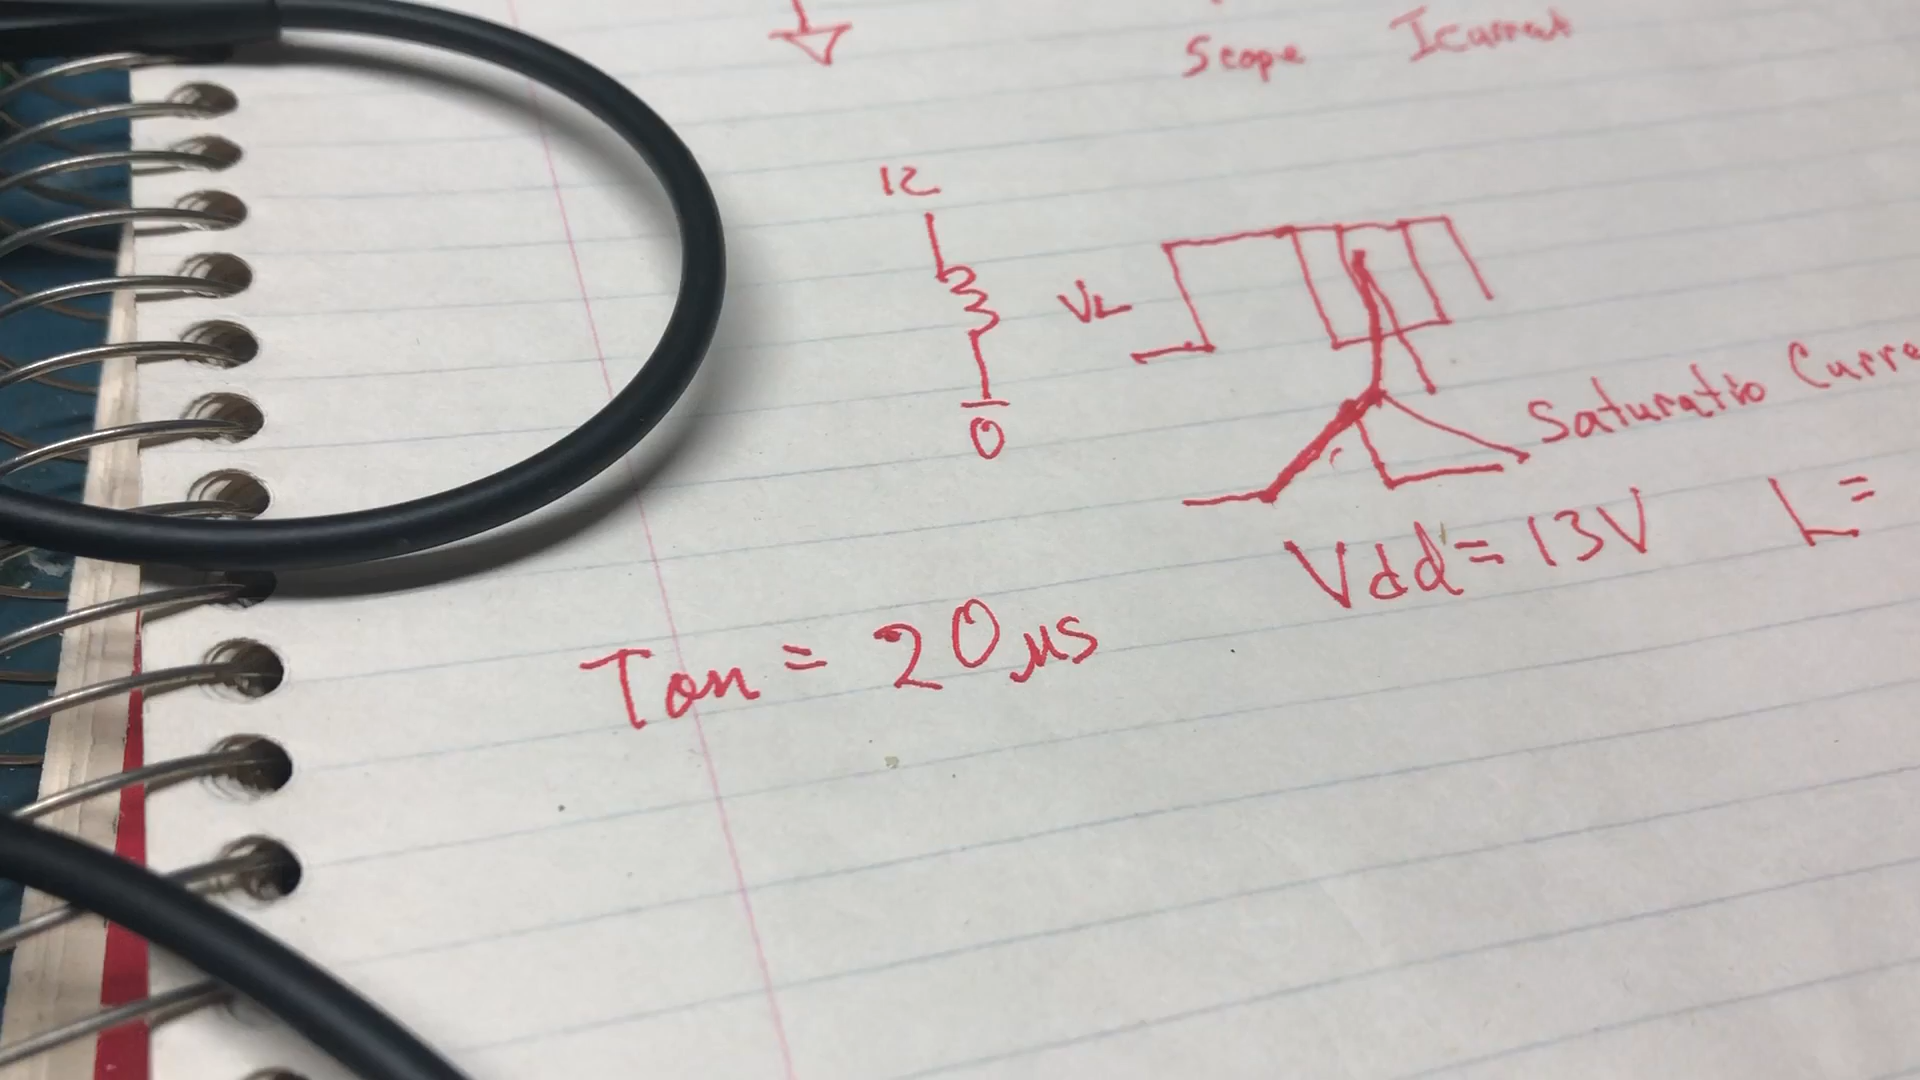 Scope Icurrent
12
VL
0
Saturatio Curre
Vdd = 13V L =
Ton = 20 µs